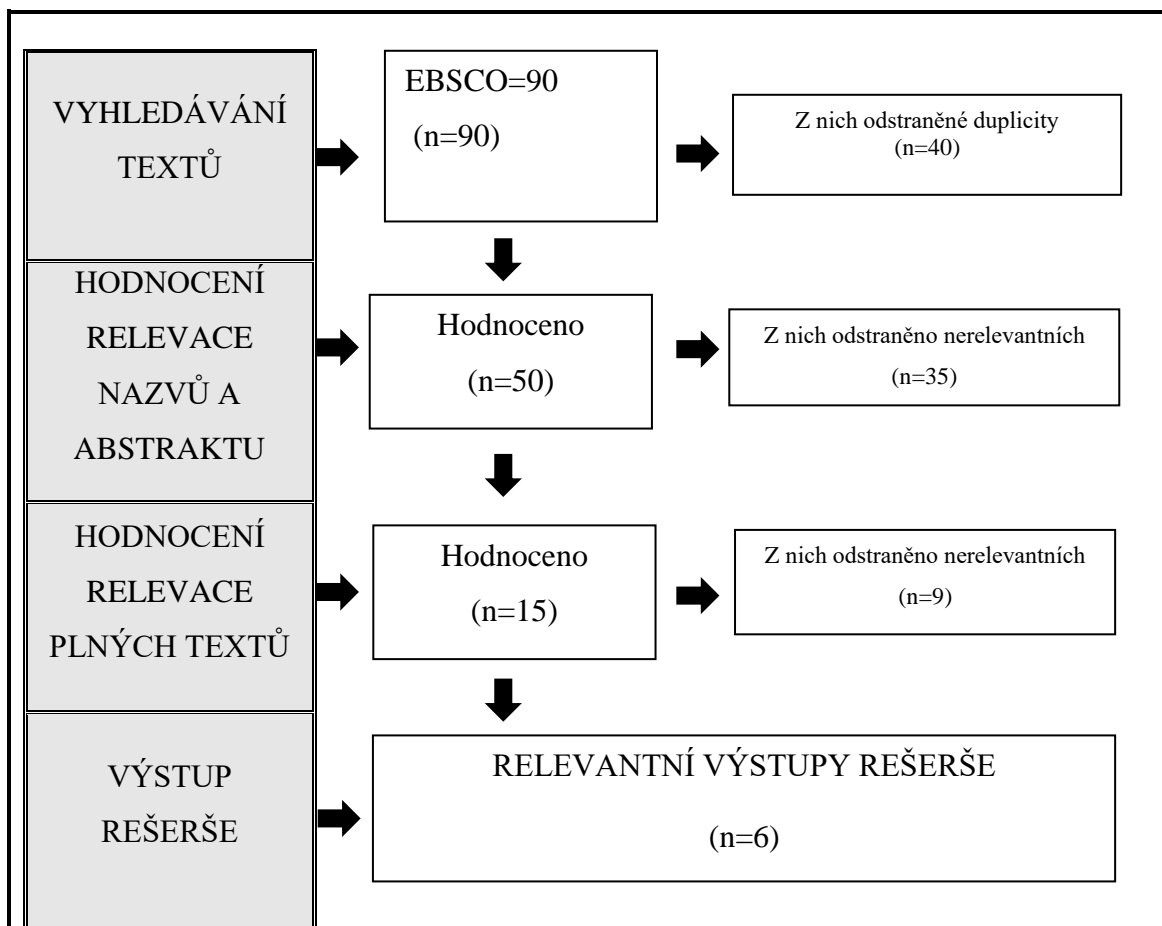 VYHLEDÁVÁNÍ
TEXTŮ
EBSCO=90
(n=90)
Z nich odstraněné duplicity
(n=40)
HODNOCENÍ
RELEVACE
NAZVŮ A
ABSTRAKTU
Hodnoceno
(n=50)
Z nich odstraněno nerelevantních
(n=35)
HODNOCENÍ
RELEVACE
PLNÝCH TEXTŮ
Hodnoceno
(n=15)
Z nich odstraněno nerelevantních
(n=9)
VÝSTUP
REŠERŠE
RELEVANTNÍ VÝSTUPY REŠERŠE
(n=6)